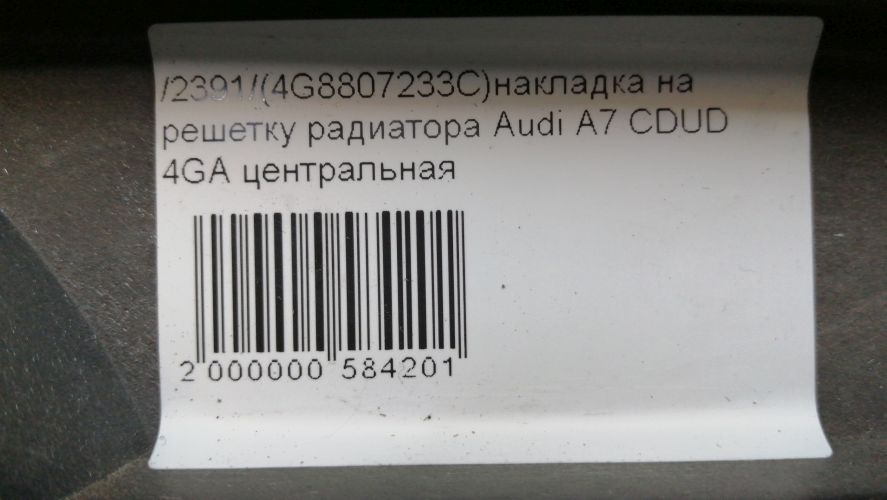 /2391/(4G8807233C)накладка на
решетку радиатора Audi A7 CDUD
4GA центральная
2 000000 584201